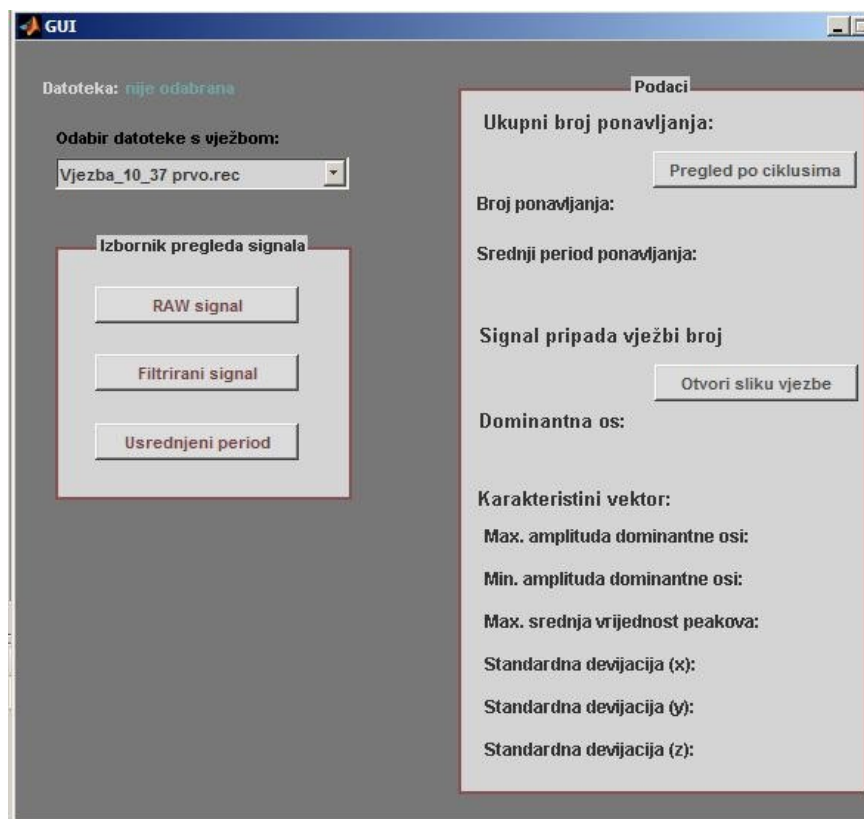 GUI
Datoteka: nije odabrana
Odabir datoteke s vježbom:
Vjezba_10_37 prvo.rec
Izbornik pregleda signala
RAW signal
Filtrirani signal
Usrednjeni period
Podaci
Ukupni broj ponavljanja:
Pregled po ciklusima
Broj ponavljanja:
Srednji period ponavljanja:
Signal pripada vježbi broj
Otvori sliku vjezbe
Dominantna os:
Karakteristini vektor:
Max. amplituda dominantne osi:
Min. amplituda dominantne osi:
Max. srednja vrijednost peakova:
Standardna devijacija (x):
Standardna devijacija (y):
Standardna devijacija (z):